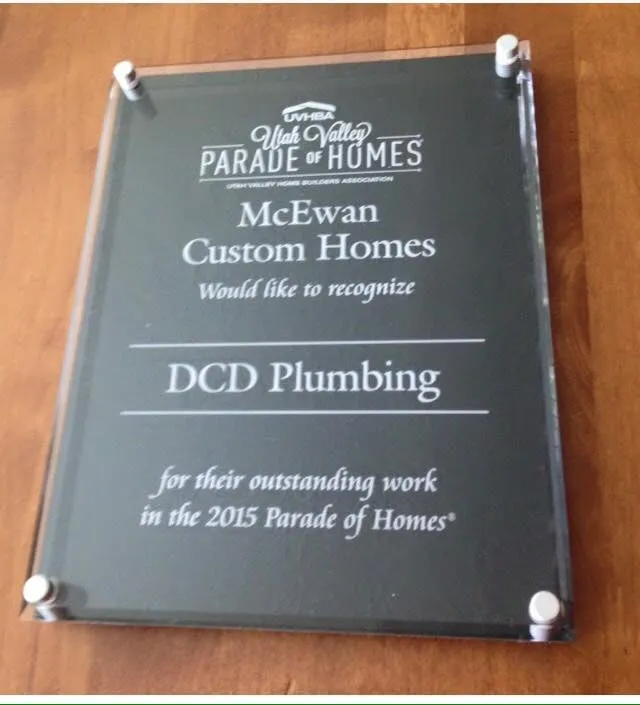 UVHBA
Utah Valley
PARADE OF HOMES
UTAH VALLEY HOME BUILDERS ASSOCIATION
McEwan
Custom Homes
Would like to recognize
DCD Plumbing
for their outstanding work
in the 2015 Parade of Homes®